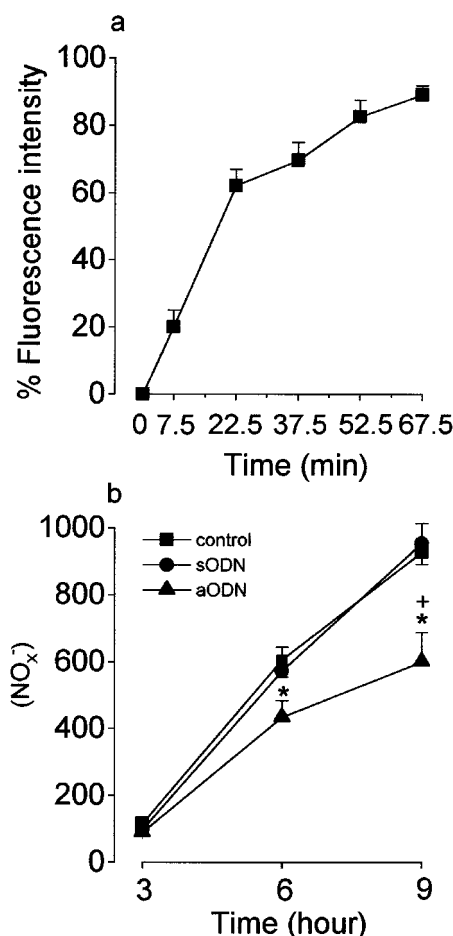 a
% Fluorescence intensity
100
80
60
40
20
0
0 7.5 22.5 37.5 52.5 67.5
Time (min)
b
(NOx-)
1000
800
600
400
200
0
control
sODN
aODN
*
+
*
3 6 9
Time (hour)